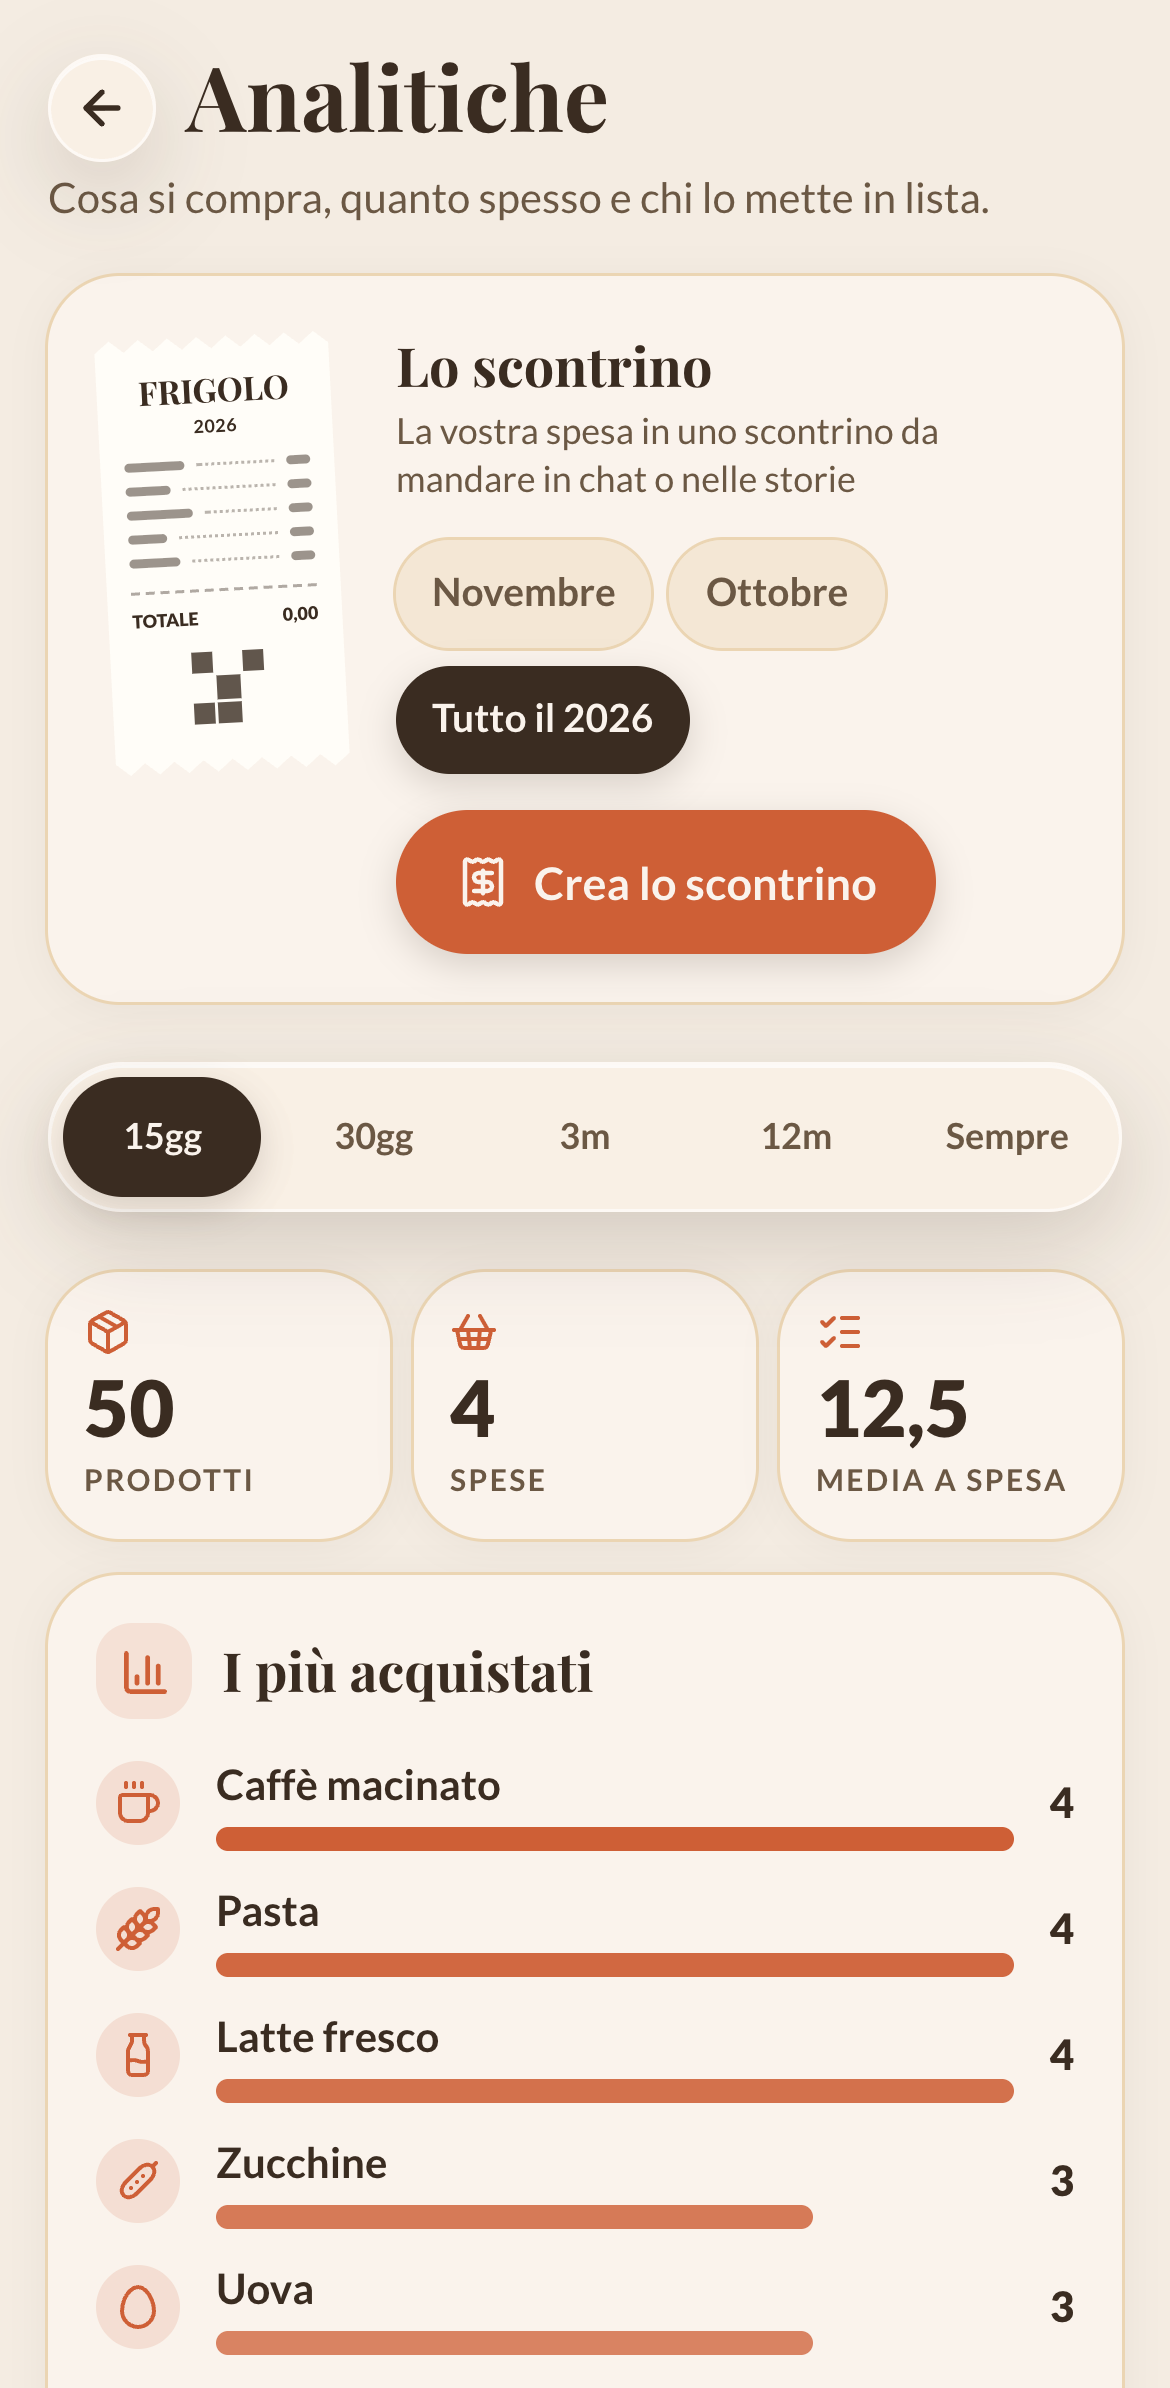 Analitiche
Cosa si compra, quanto spesso e chi lo mette in lista.
FRIGOLO
2026
TOTALE 0,00
Lo scontrino
La vostra spesa in uno scontrino da
mandare in chat o nelle storie
Novembre Ottobre
Tutto il 2026
Crea lo scontrino
15gg 30gg 3m 12m Sempre
50
PRODOTTI
4
SPESE
12,5
MEDIA A SPESA
I più acquistati
Caffè macinato 4
Pasta 4
Latte fresco 4
Zucchine 3
Uova 3